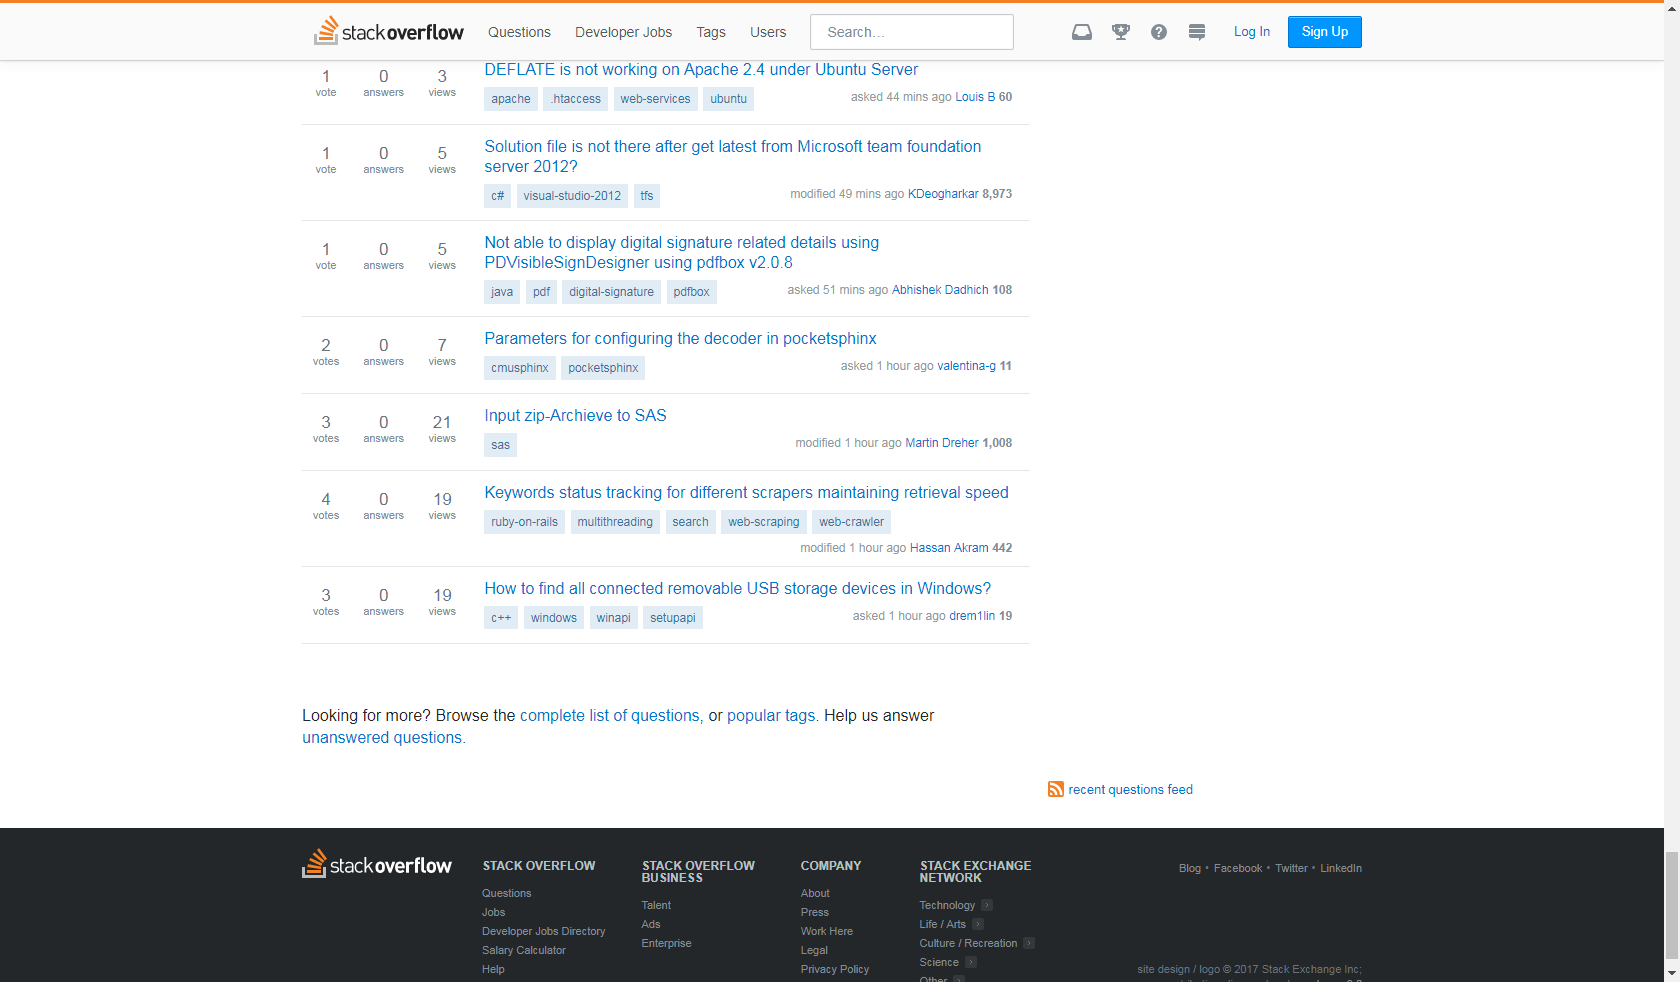 stackoverflow Questions Developer Jobs Tags Users Search... Log In Sign Up
DEFLATE is not working on Apache 2.4 under Ubuntu Server
1 0 3
vote answers views
apache .htaccess web-services ubuntu asked 44 mins ago Louis B 60
Solution file is not there after get latest from Microsoft team foundation
server 2012?
1 0 5
vote answers views
c# visual-studio-2012 tfs modified 49 mins ago KDeogharkar 8,973
Not able to display digital signature related details using
PDVisibleSignDesigner using pdfbox v2.0.8
1 0 5
vote answers views
java pdf digital-signature pdfbox asked 51 mins ago Abhishek Dadhich 108
Parameters for configuring the decoder in pocketsphinx
2 0 7
votes answers views
cmusphinx pocketsphinx asked 1 hour ago valentina-g 11
Input zip-Archieve to SAS
3 0 21
votes answers views
sas modified 1 hour ago Martin Dreher 1,008
Keywords status tracking for different scrapers maintaining retrieval speed
4 0 19
votes answers views
ruby-on-rails multithreading search web-scraping web-crawler
modified 1 hour ago Hassan Akram 442
How to find all connected removable USB storage devices in Windows?
3 0 19
votes answers views
c++ windows winapi setupapi asked 1 hour ago drem1lin 19
Looking for more? Browse the complete list of questions, or popular tags. Help us answer
unanswered questions.
recent questions feed
stackoverflow
STACK OVERFLOW
Questions
Jobs
Developer Jobs Directory
Salary Calculator
Help
STACK OVERFLOW
BUSINESS
Talent
Ads
Enterprise
COMPANY
About
Press
Work Here
Legal
Privacy Policy
STACK EXCHANGE
NETWORK
Technology
Life / Arts
Culture / Recreation
Science
Other
Blog • Facebook • Twitter • LinkedIn
site design / logo © 2017 Stack Exchange Inc;